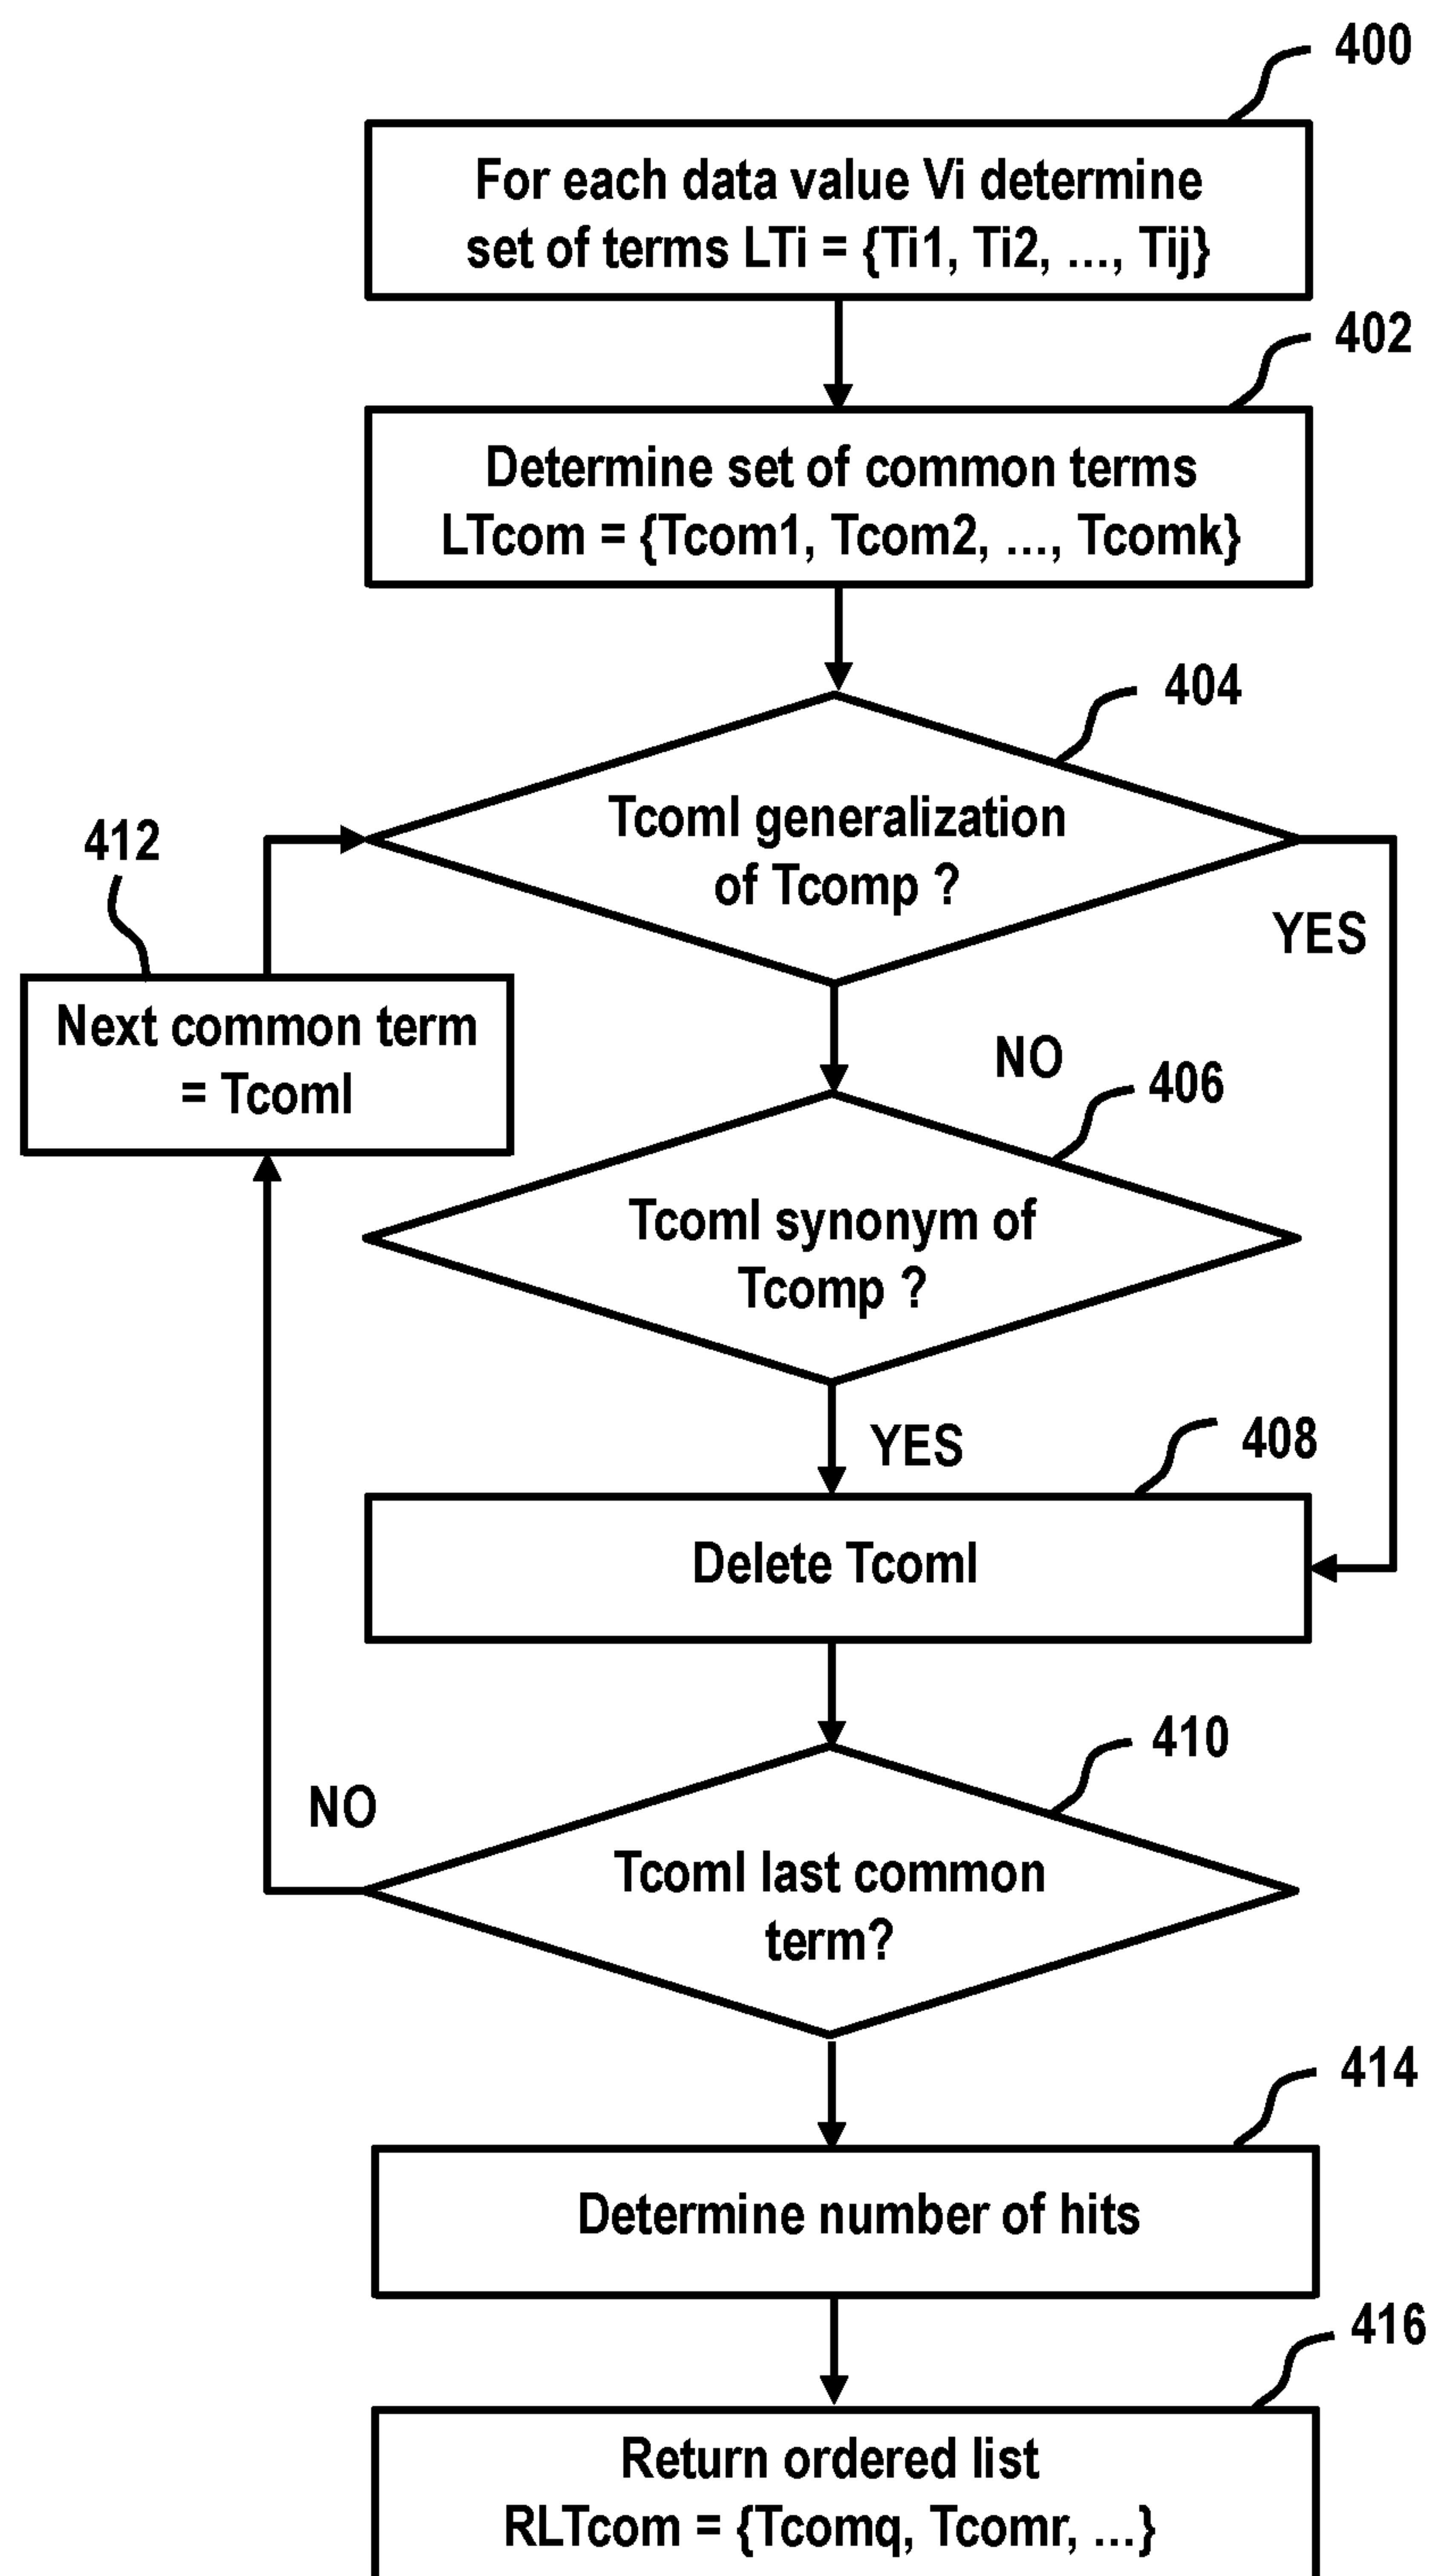 400
For each data value Vi determine
set of terms LTi = {Ti1, Ti2, ..., Tij}
402
Determine set of common terms
LTcom = {Tcom1, Tcom2, ..., Tcomk}
404
Tcoml generalization
of Tcomp ?
YES
412
Next common term
= Tcoml
NO
406
Tcoml synonym of
Tcomp ?
YES
408
Delete Tcoml
410
NO
Tcoml last common
term?
414
Determine number of hits
416
Return ordered list
RLTcom = {Tcomq, Tcomr, ...}